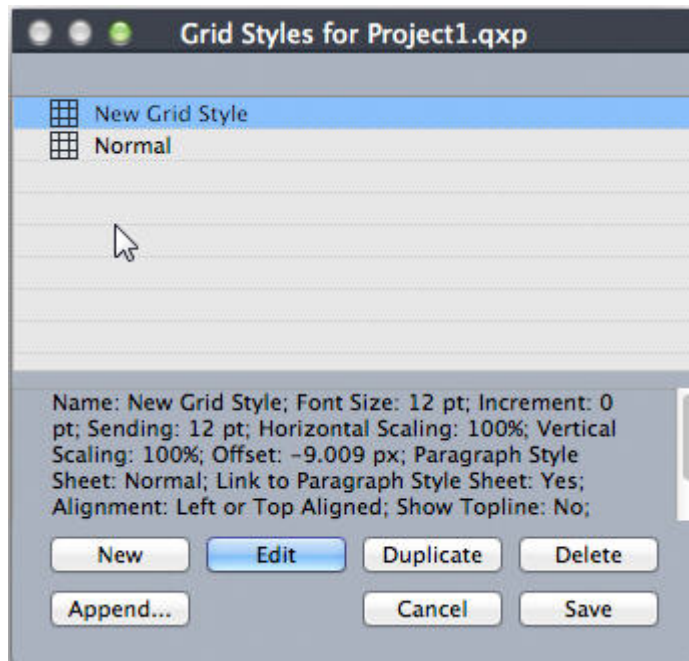 Grid Styles for Project1.qxp
New Grid Style
Normal
Name: New Grid Style; Font Size: 12 pt; Increment: 0
pt; Sending: 12 pt; Horizontal Scaling: 100%; Vertical
Scaling: 100%; Offset: -9.009 px; Paragraph Style
Sheet: Normal; Link to Paragraph Style Sheet: Yes;
Alignment: Left or Top Aligned; Show Topline: No;
New Edit Duplicate Delete
Append... Cancel Save